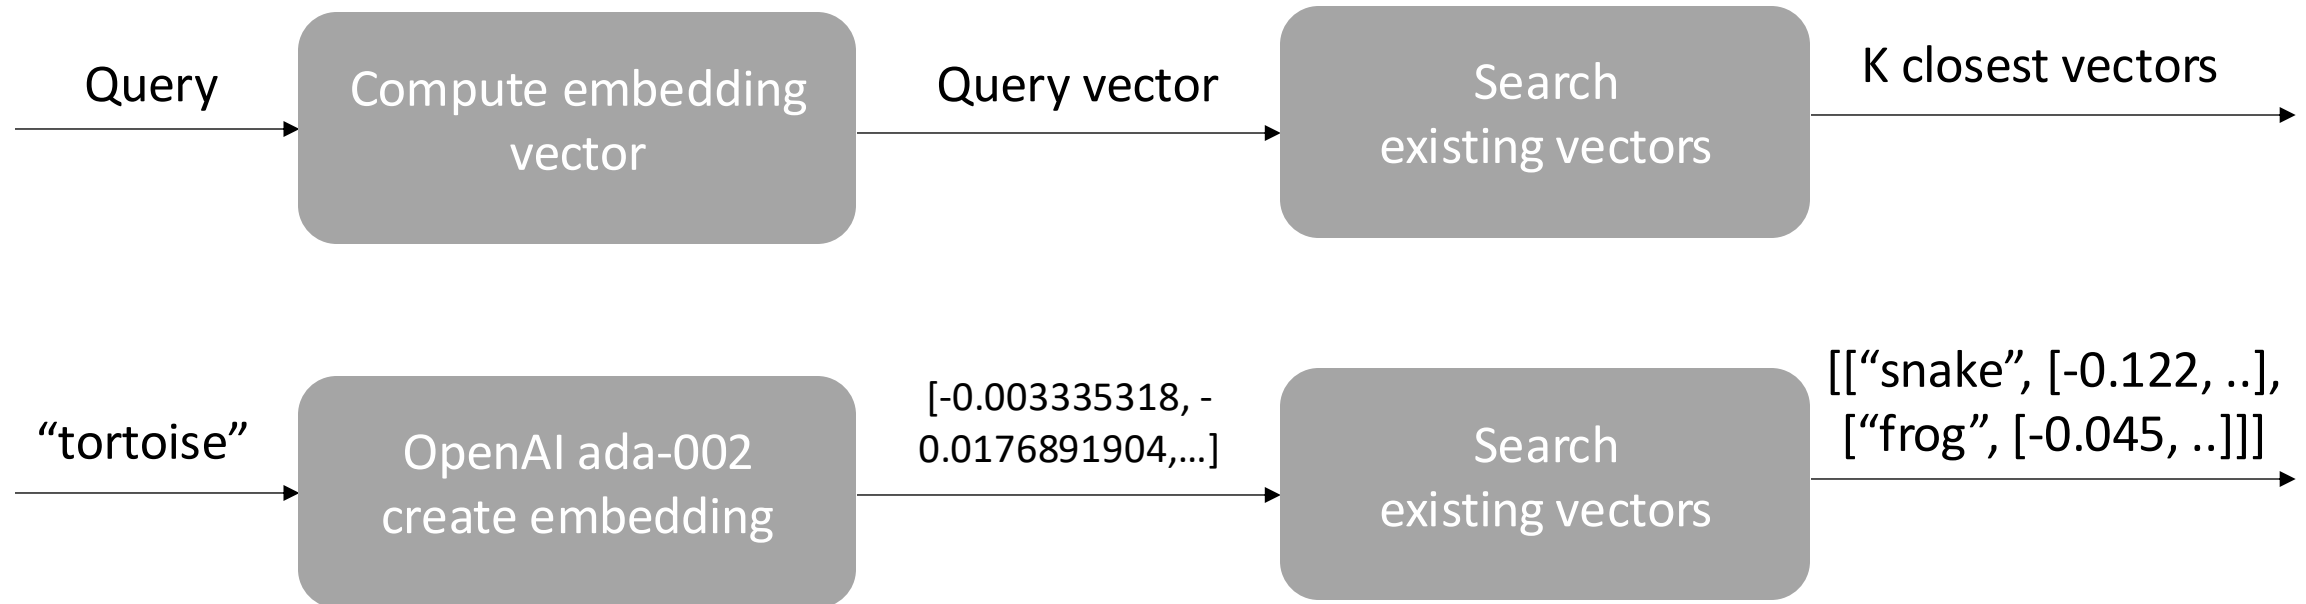 Query
Compute embedding
vector
Query vector
Search
existing vectors
K closest vectors
“tortoise”
OpenAI ada-002
create embedding
[-0.003335318, -
0.0176891904,...]
Search
existing vectors
[[“snake”, [-0.122, ..],
[“frog”, [-0.045, ..]]]